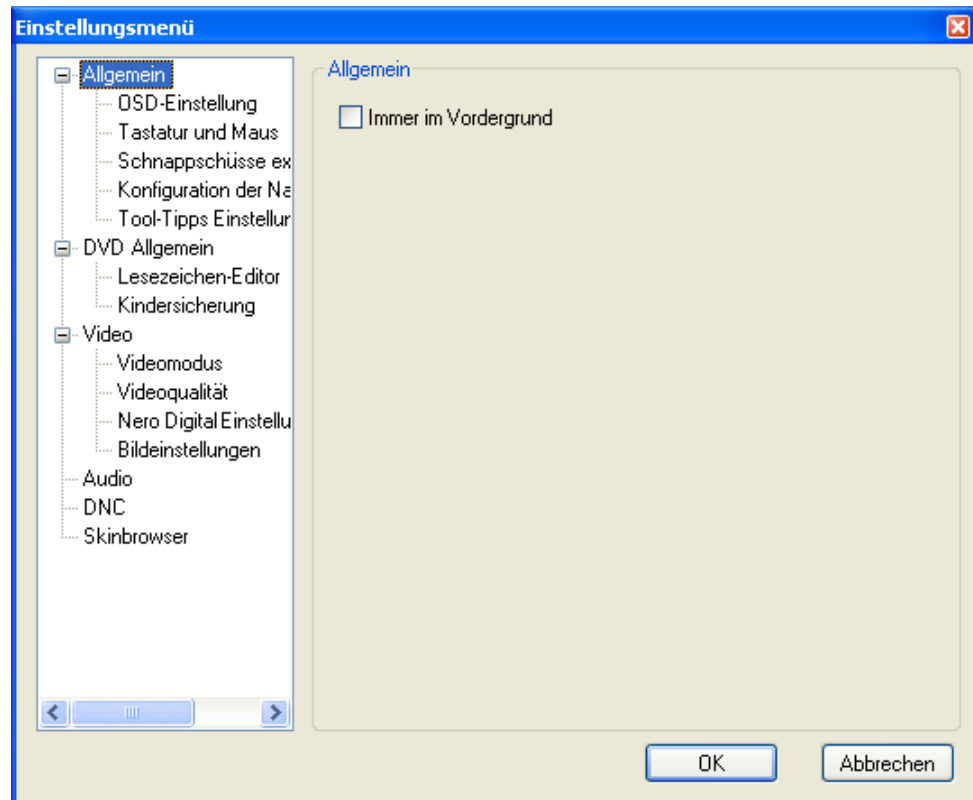 Einstellungsmenü
Allgemein
OSD-Einstellung
Tastatur und Maus
Schnappschüsse ex
Konfiguration der Na
Tool-Tipps Einstellur
DVD Allgemein
Lesezeichen-Editor
Kindersicherung
Video
Videomodus
Videoqualität
Nero Digital Einstellu
Bildeinstellungen
Audio
DNC
Skinbrowser
Allgemein
Immer im Vordergrund
OK
Abbrechen